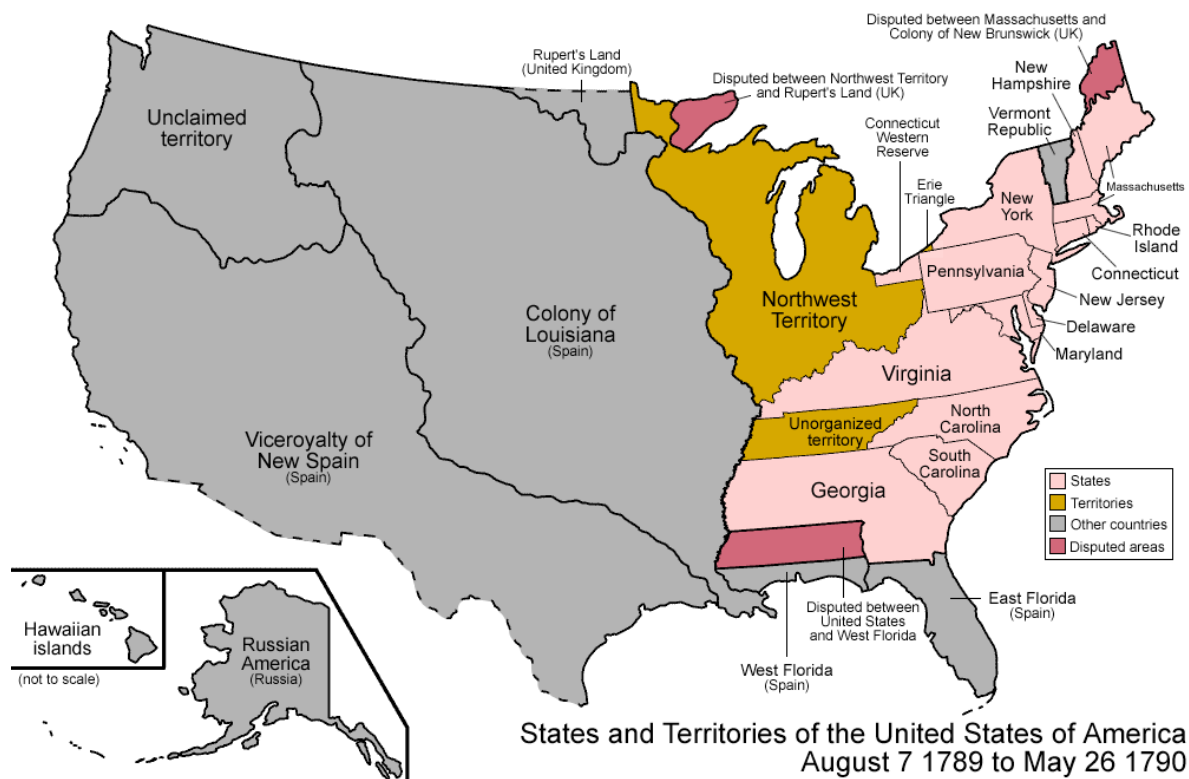 Disputed between Massachusetts and
Colony of New Brunswick (UK)
Rupert's Land
(United Kingdom)
Disputed between Northwest Territory
and Rupert's Land (UK)
New
Hampshire
Vermont
Republic
Connecticut
Western
Reserve
Unclaimed
territory
Erie
Triangle
Massachusetts
New
York
Rhode
Island
Pennsylvania
Connecticut
New Jersey
Northwest
Territory
Colony of
Louisiana
(Spain)
Delaware
Maryland
Virginia
North
Carolina
Unorganized
territory
Viceroyalty of
New Spain
(Spain)
South
Carolina
Georgia
States
Territories
Other countries
Disputed areas
Disputed between
United States
and West Florida
East Florida
(Spain)
West Florida
(Spain)
Hawaiian
islands
(not to scale)
Russian
America
(Russia)
States and Territories of the United States of America
August 7 1789 to May 26 1790